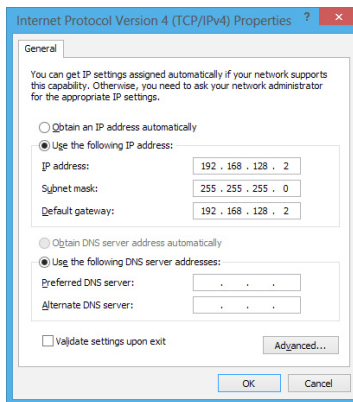 Internet Protocol Version 4 (TCP/IPv4) Properties ? x
General
You can get IP settings assigned automatically if your network supports
this capability. Otherwise, you need to ask your network administrator
for the appropriate IP settings.
Obtain an IP address automatically
Use the following IP address:
IP address: 192 . 168 . 128 . 2
Subnet mask: 255 . 255 . 255 . 0
Default gateway: 192 . 168 . 128 . 2
Obtain DNS server address automatically
Use the following DNS server addresses:
Preferred DNS server: . . .
Alternate DNS server: . . .
Validate settings upon exit Advanced...
OK Cancel